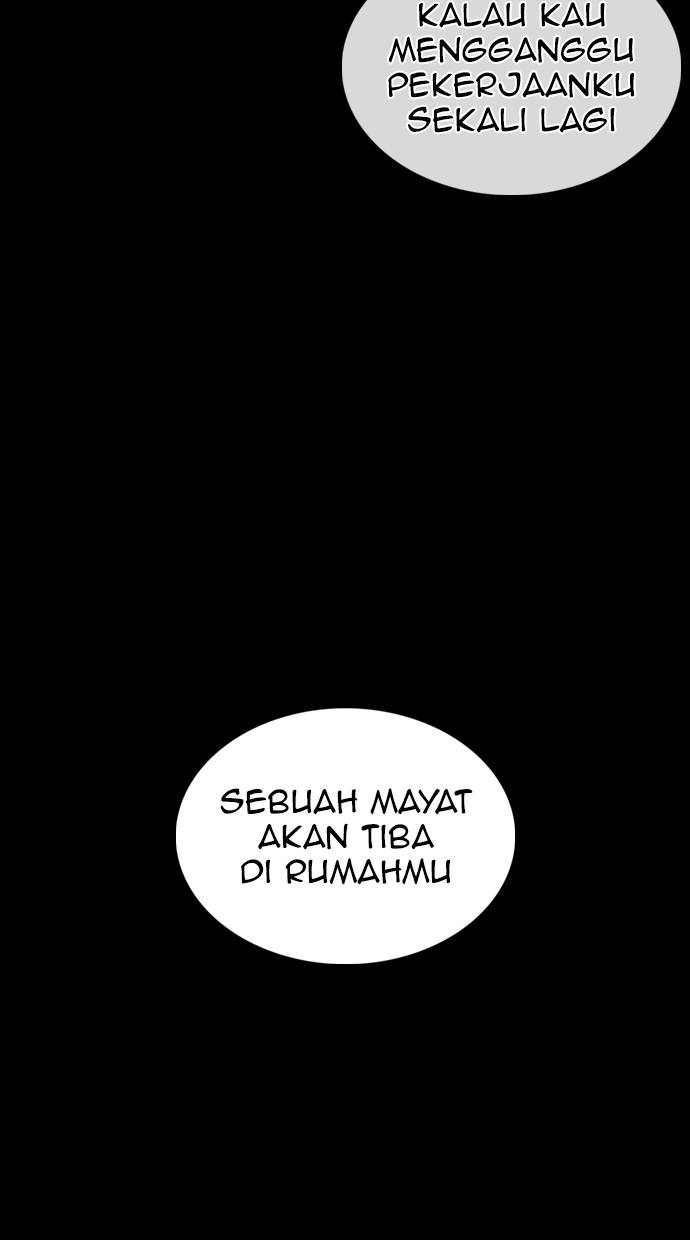 KALAU KAU
MENGGANGGU
PEKERJAANKU
SEKALI LAGI
SEBUAH MAYAT
AKAN TIBA
DI RUMAHMU